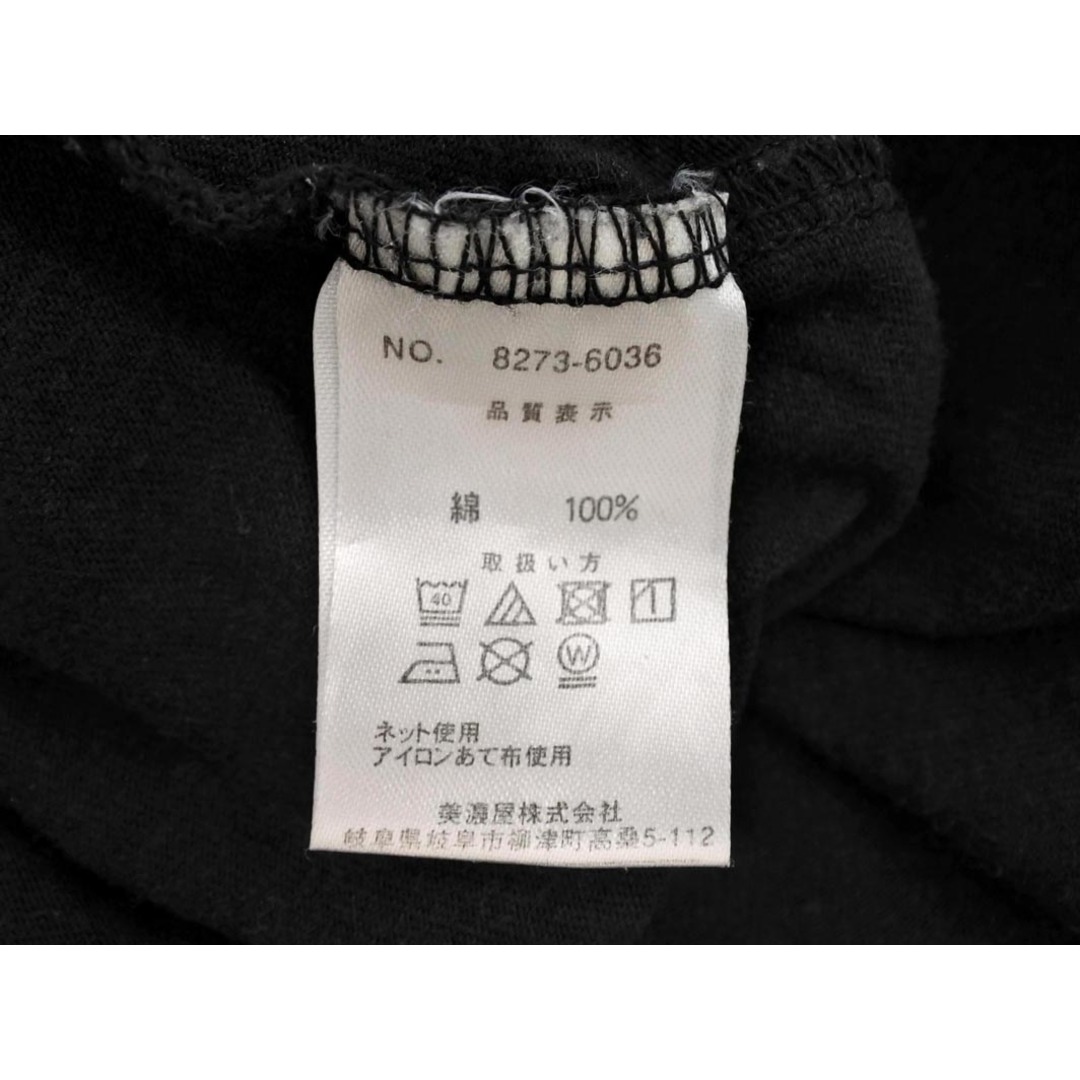 NO. 8273-6036
品質表示
綿 100%
取扱い方
40
W
ネット使用
アイロンあて布使用
美濃屋株式会社
岐阜県岐阜市柳津町高桑5-112